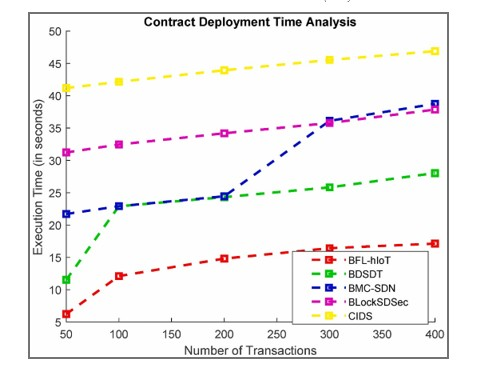 Contract Deployment Time Analysis
50
45
40
35
30
25
20
15
10
5
Execution Time (in seconds)
50 100 150 200 250 300 350 400
Number of Transactions
BFL-hIoT
BDSDT
BMC-SDN
BLockSDSec
CIDS